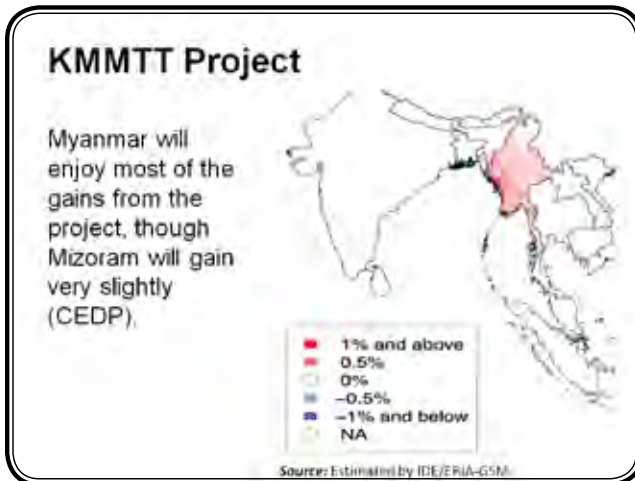 KMMTT Project
Myanmar will
enjoy most of the
gains from the
project, though
Mizoram will gain
very slightly
(CEDP).
1% and above
0.5%
0%
−0.5%
−1% and below
NA
Source: Estimated by IDE/ERIA-GSM.